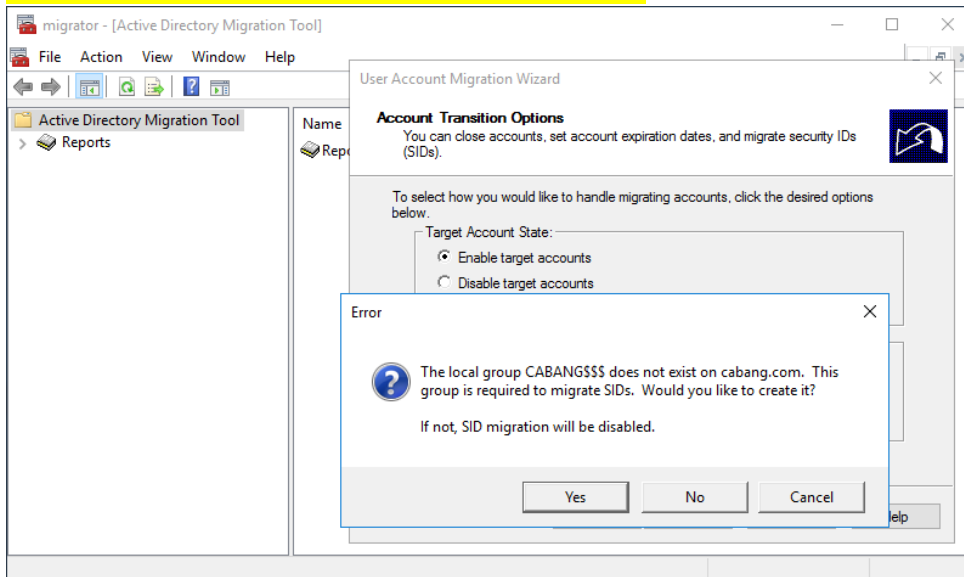 migrator - [Active Directory Migration Tool]
File Action View Window Help
User Account Migration Wizard
Active Directory Migration Tool
Reports
Name
Repo
Account Transition Options
You can close accounts, set account expiration dates, and migrate security IDs
(SIDs).
To select how you would like to handle migrating accounts, click the desired options
below.
Target Account State:
Enable target accounts
Disable target accounts
Error
The local group CABANG$$$ does not exist on cabang.com. This
group is required to migrate SIDs. Would you like to create it?
If not, SID migration will be disabled.
Yes No Cancel
elp